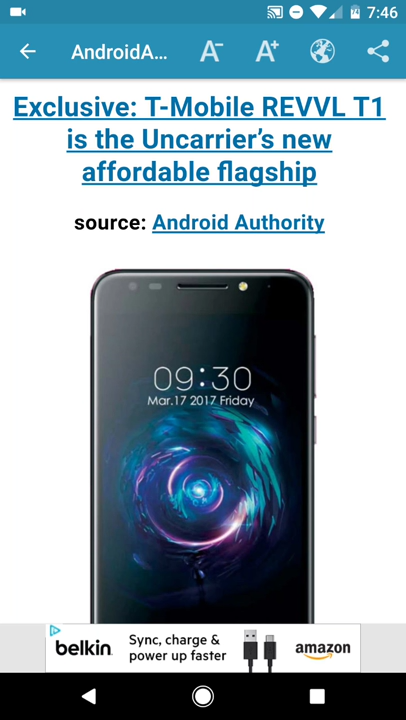 74 7:46
AndroidA... A- A+
Exclusive: T-Mobile REVVL T1
is the Uncarrier’s new
affordable flagship
source: Android Authority
09:30
Mar.17 2017 Friday
belkin
Sync, charge &
power up faster
amazon